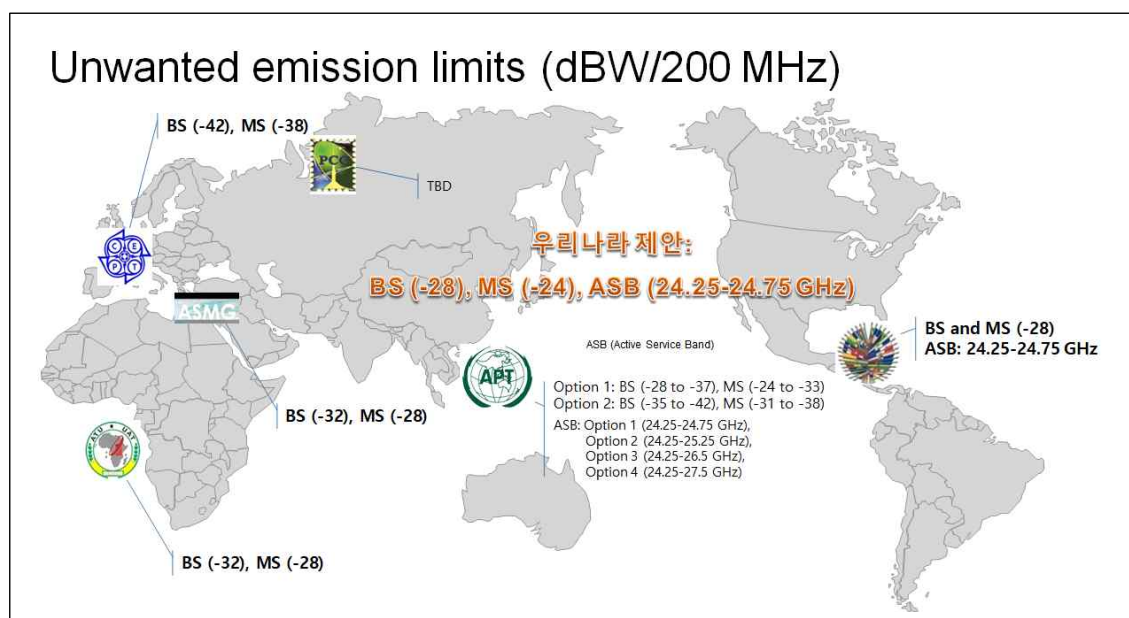 Unwanted emission limits (dBW/200 MHz)
BS (-42), MS (-38)
PCC
TBD
CEPT
우리나라 제안:
BS (-28), MS (-24), ASB (24.25-24.75 GHz)
ASMG
BS and MS (-28)
ASB: 24.25-24.75 GHz
ASB (Active Service Band)
APT
Option 1: BS (-28 to -37), MS (-24 to -33)
Option 2: BS (-35 to -42), MS (-31 to -38)
ASB: Option 1 (24.25-24.75 GHz),
Option 2 (24.25-25.25 GHz),
Option 3 (24.25-26.5 GHz),
Option 4 (24.25-27.5 GHz)
BS (-32), MS (-28)
ATU UAT
BS (-32), MS (-28)